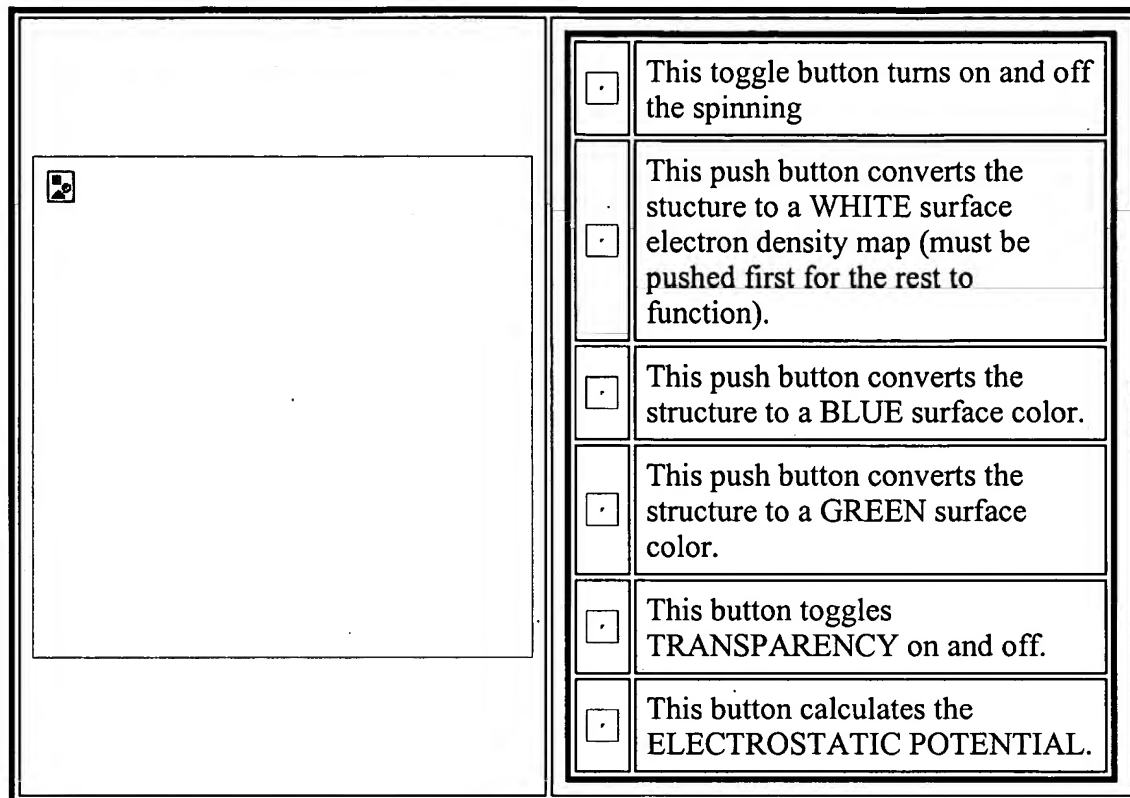 This toggle button turns on and off
the spinning
This push button converts the
stucture to a WHITE surface
electron density map (must be
pushed first for the rest to
function).
This push button converts the
structure to a BLUE surface color.
This push button converts the
structure to a GREEN surface
color.
This button toggles
TRANSPARENCY on and off.
This button calculates the
ELECTROSTATIC POTENTIAL.